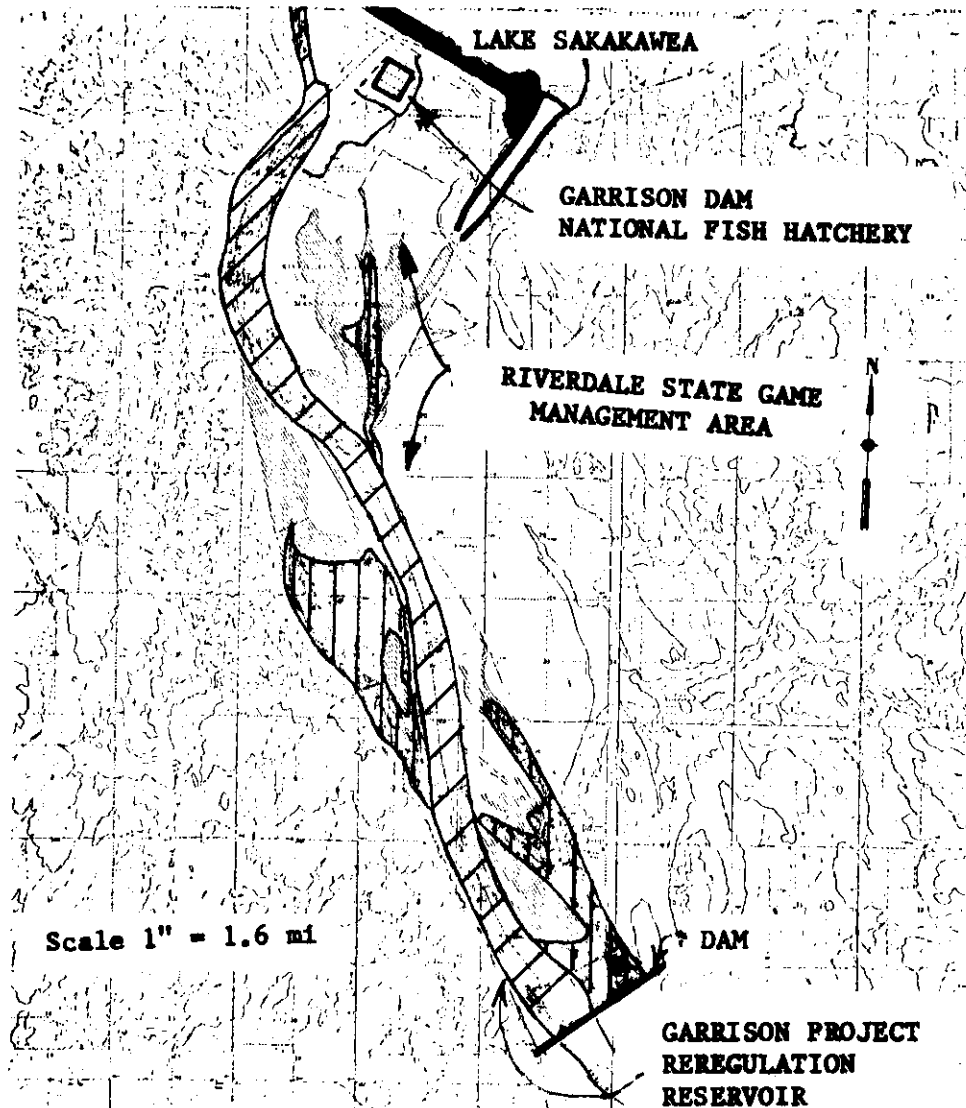 LAKE SAKAKAWEA
GARRISON DAM
NATIONAL FISH HATCHERY
RIVERDALE STATE GAME
MANAGEMENT AREA
N
Scale 1" = 1.6 mi
DAM
GARRISON PROJECT
REREGULATION
RESERVOIR